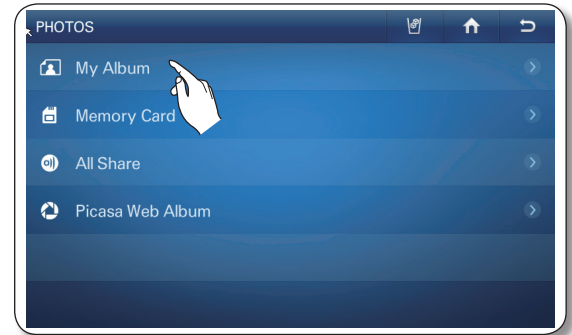 PHOTOS
My Album
Memory Card
All Share
Picasa Web Album